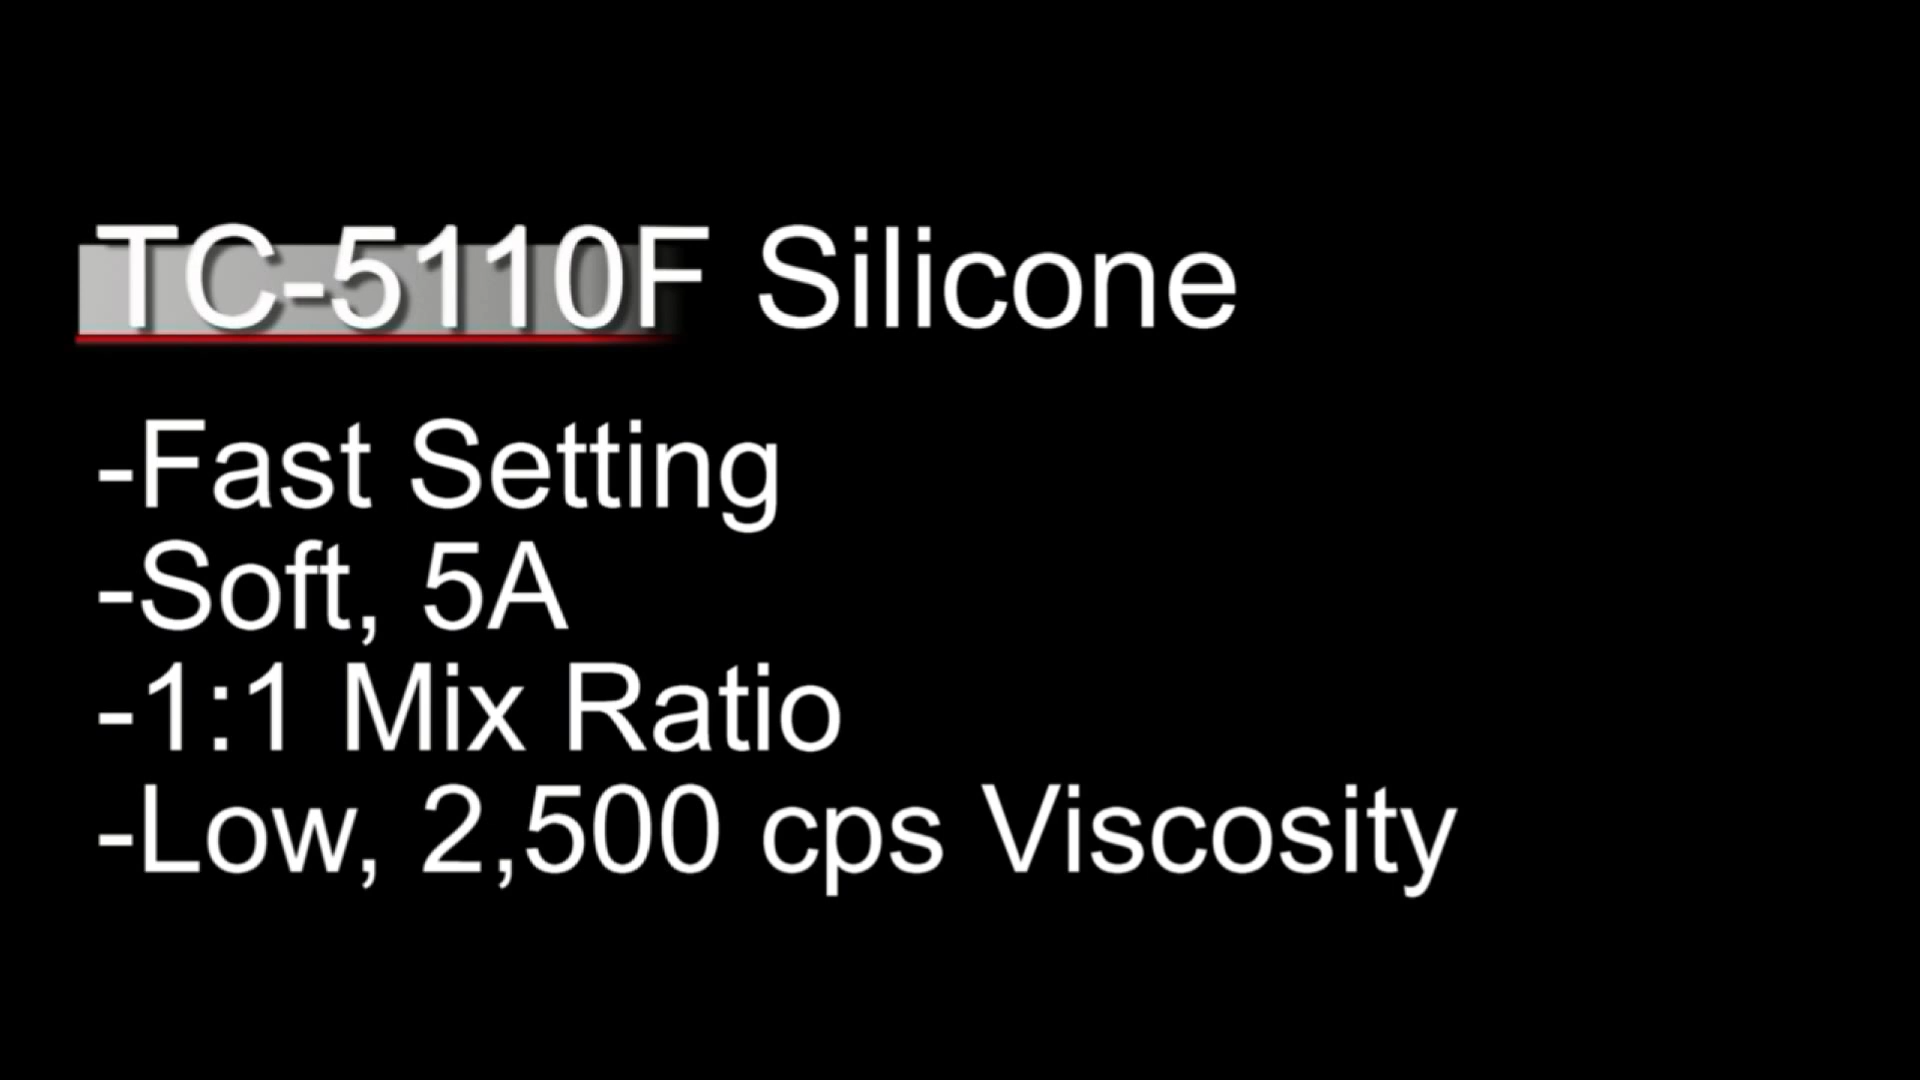 TC-5110F Silicone
-Fast Setting
-Soft, 5A
-1:1 Mix Ratio
-Low, 2,500 cps Viscosity